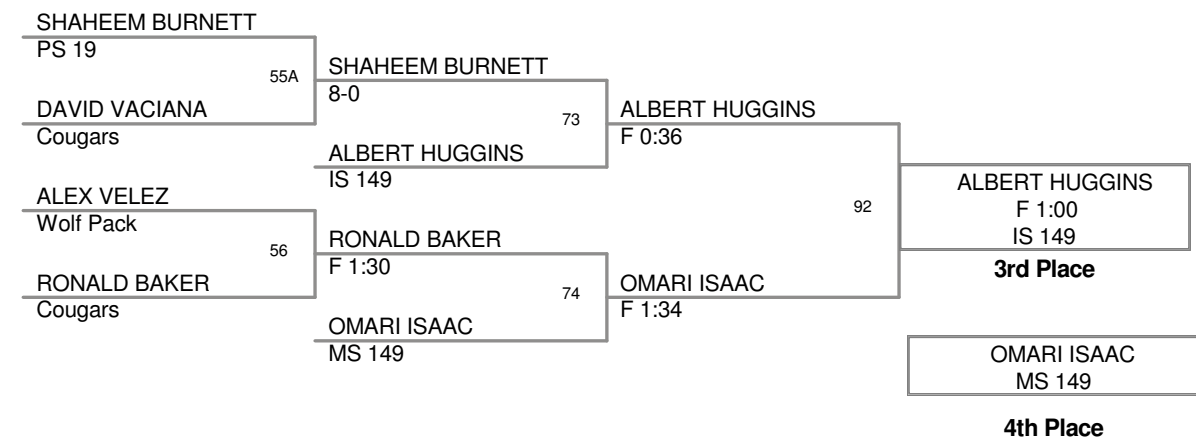 SHAHEEM BURNETT
PS 19
55A
DAVID VACIANA
Cougars
ALEX VELEZ
Wolf Pack
56
RONALD BAKER
Cougars
SHAHEEM BURNETT
8-0
73
ALBERT HUGGINS
IS 149
RONALD BAKER
F 1:30
74
OMARI ISAAC
MS 149
ALBERT HUGGINS
F 0:36
92
OMARI ISAAC
F 1:34
ALBERT HUGGINS
F 1:00
IS 149
3rd Place
OMARI ISAAC
MS 149
4th Place